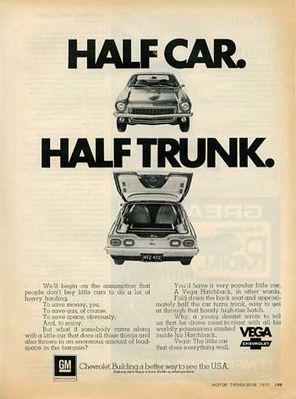 HALF CAR.
HALF TRUNK.
We'll begin on the assumption that
people don't buy little cars to do a lot of
heavy hauling.
To save money, yes.
To save gas, of course.
To save space, obviously.
And, to enjoy.
But what if somebody came along
with a little car that does all those things and
also throws in an enormous amount of load-
space in the bargain?
You'd have a very popular little car.
A Vega Hatchback, in other words.
Fold down the back seat and approxi-
mately half the car turns trunk, easy to get
at through that handy hide-rise hatch.
Why, a young dentist wrote to tell
us that he drove coast to coast with all his
worldly possessions stashed
inside his Hatchback.
Vega: The little car
that does everything well.
VEGA
CHEVROLET
GM
Chevrolet. Building a better way to see the U.S.A.
MOTOR TREND/JUNE 1972